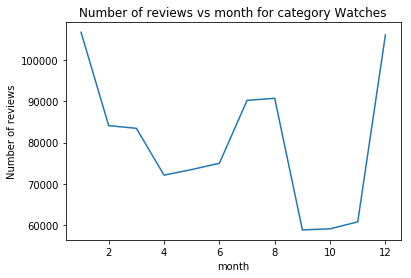 Number of reviews vs month for category Watches
100000
90000
80000
70000
60000
Number of reviews
2 4 6 8 10 12
month